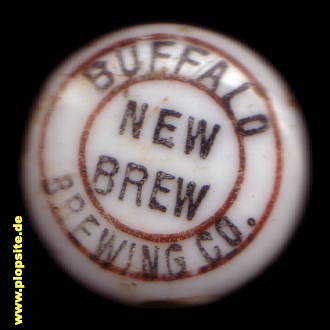 BUFFALO
NEW
BREW
BREWING CO.
www.plopsite.de